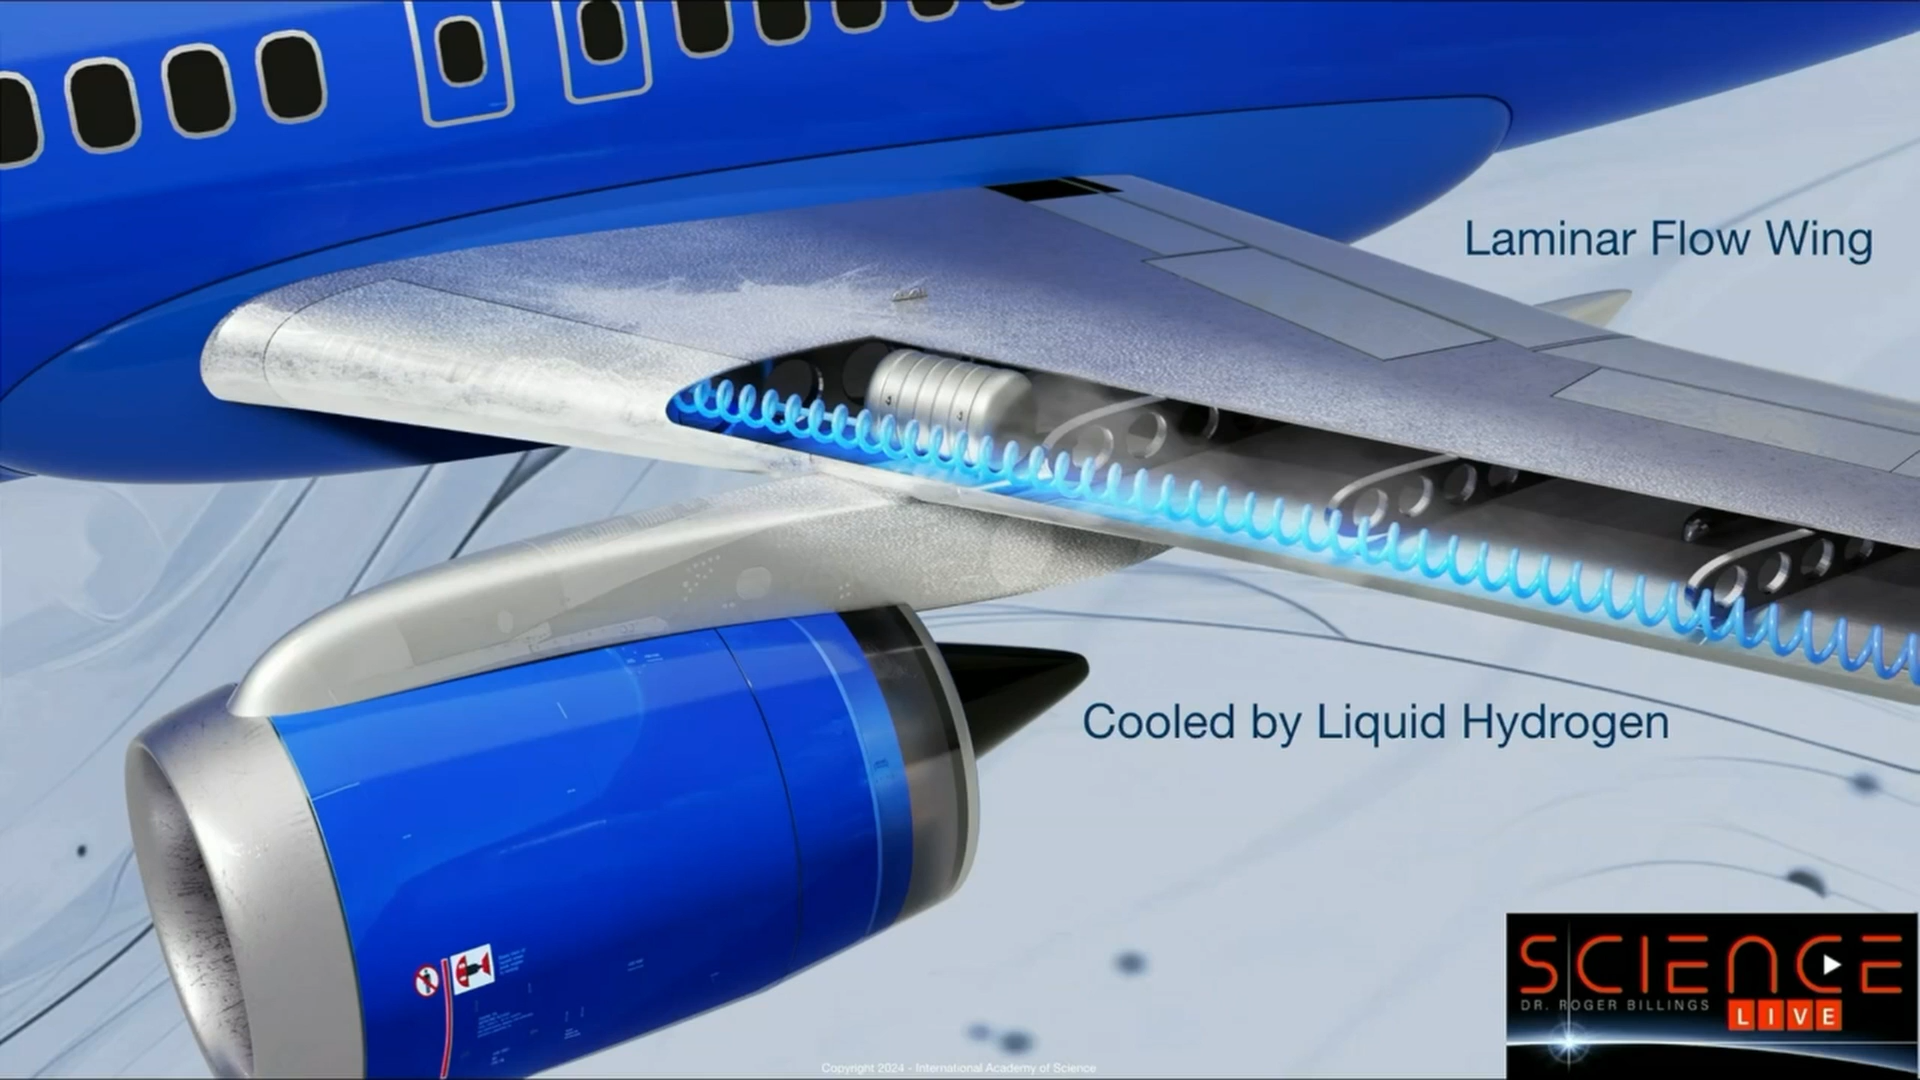 Laminar Flow Wing
Cooled by Liquid Hydrogen
SCIENCE
DR. ROGER BILLINGS
LIVE
Copyright 2024 - International Academy of Science